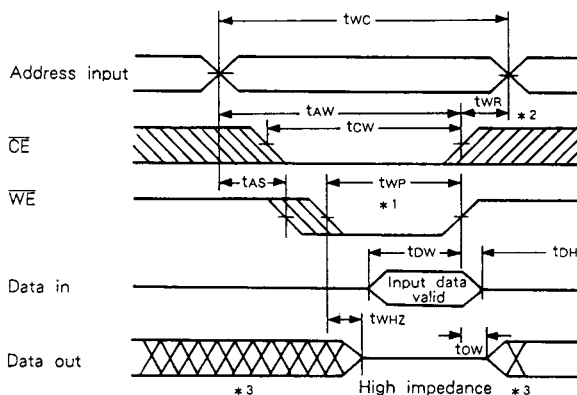 tWC
Address input
tAW
tWR
*2
tCW
CE
tAS
tWP
*1
WE
tDW
tDH
Data in
Input data
valid
tWHZ
tOW
Data out
*3
High impedance
*3